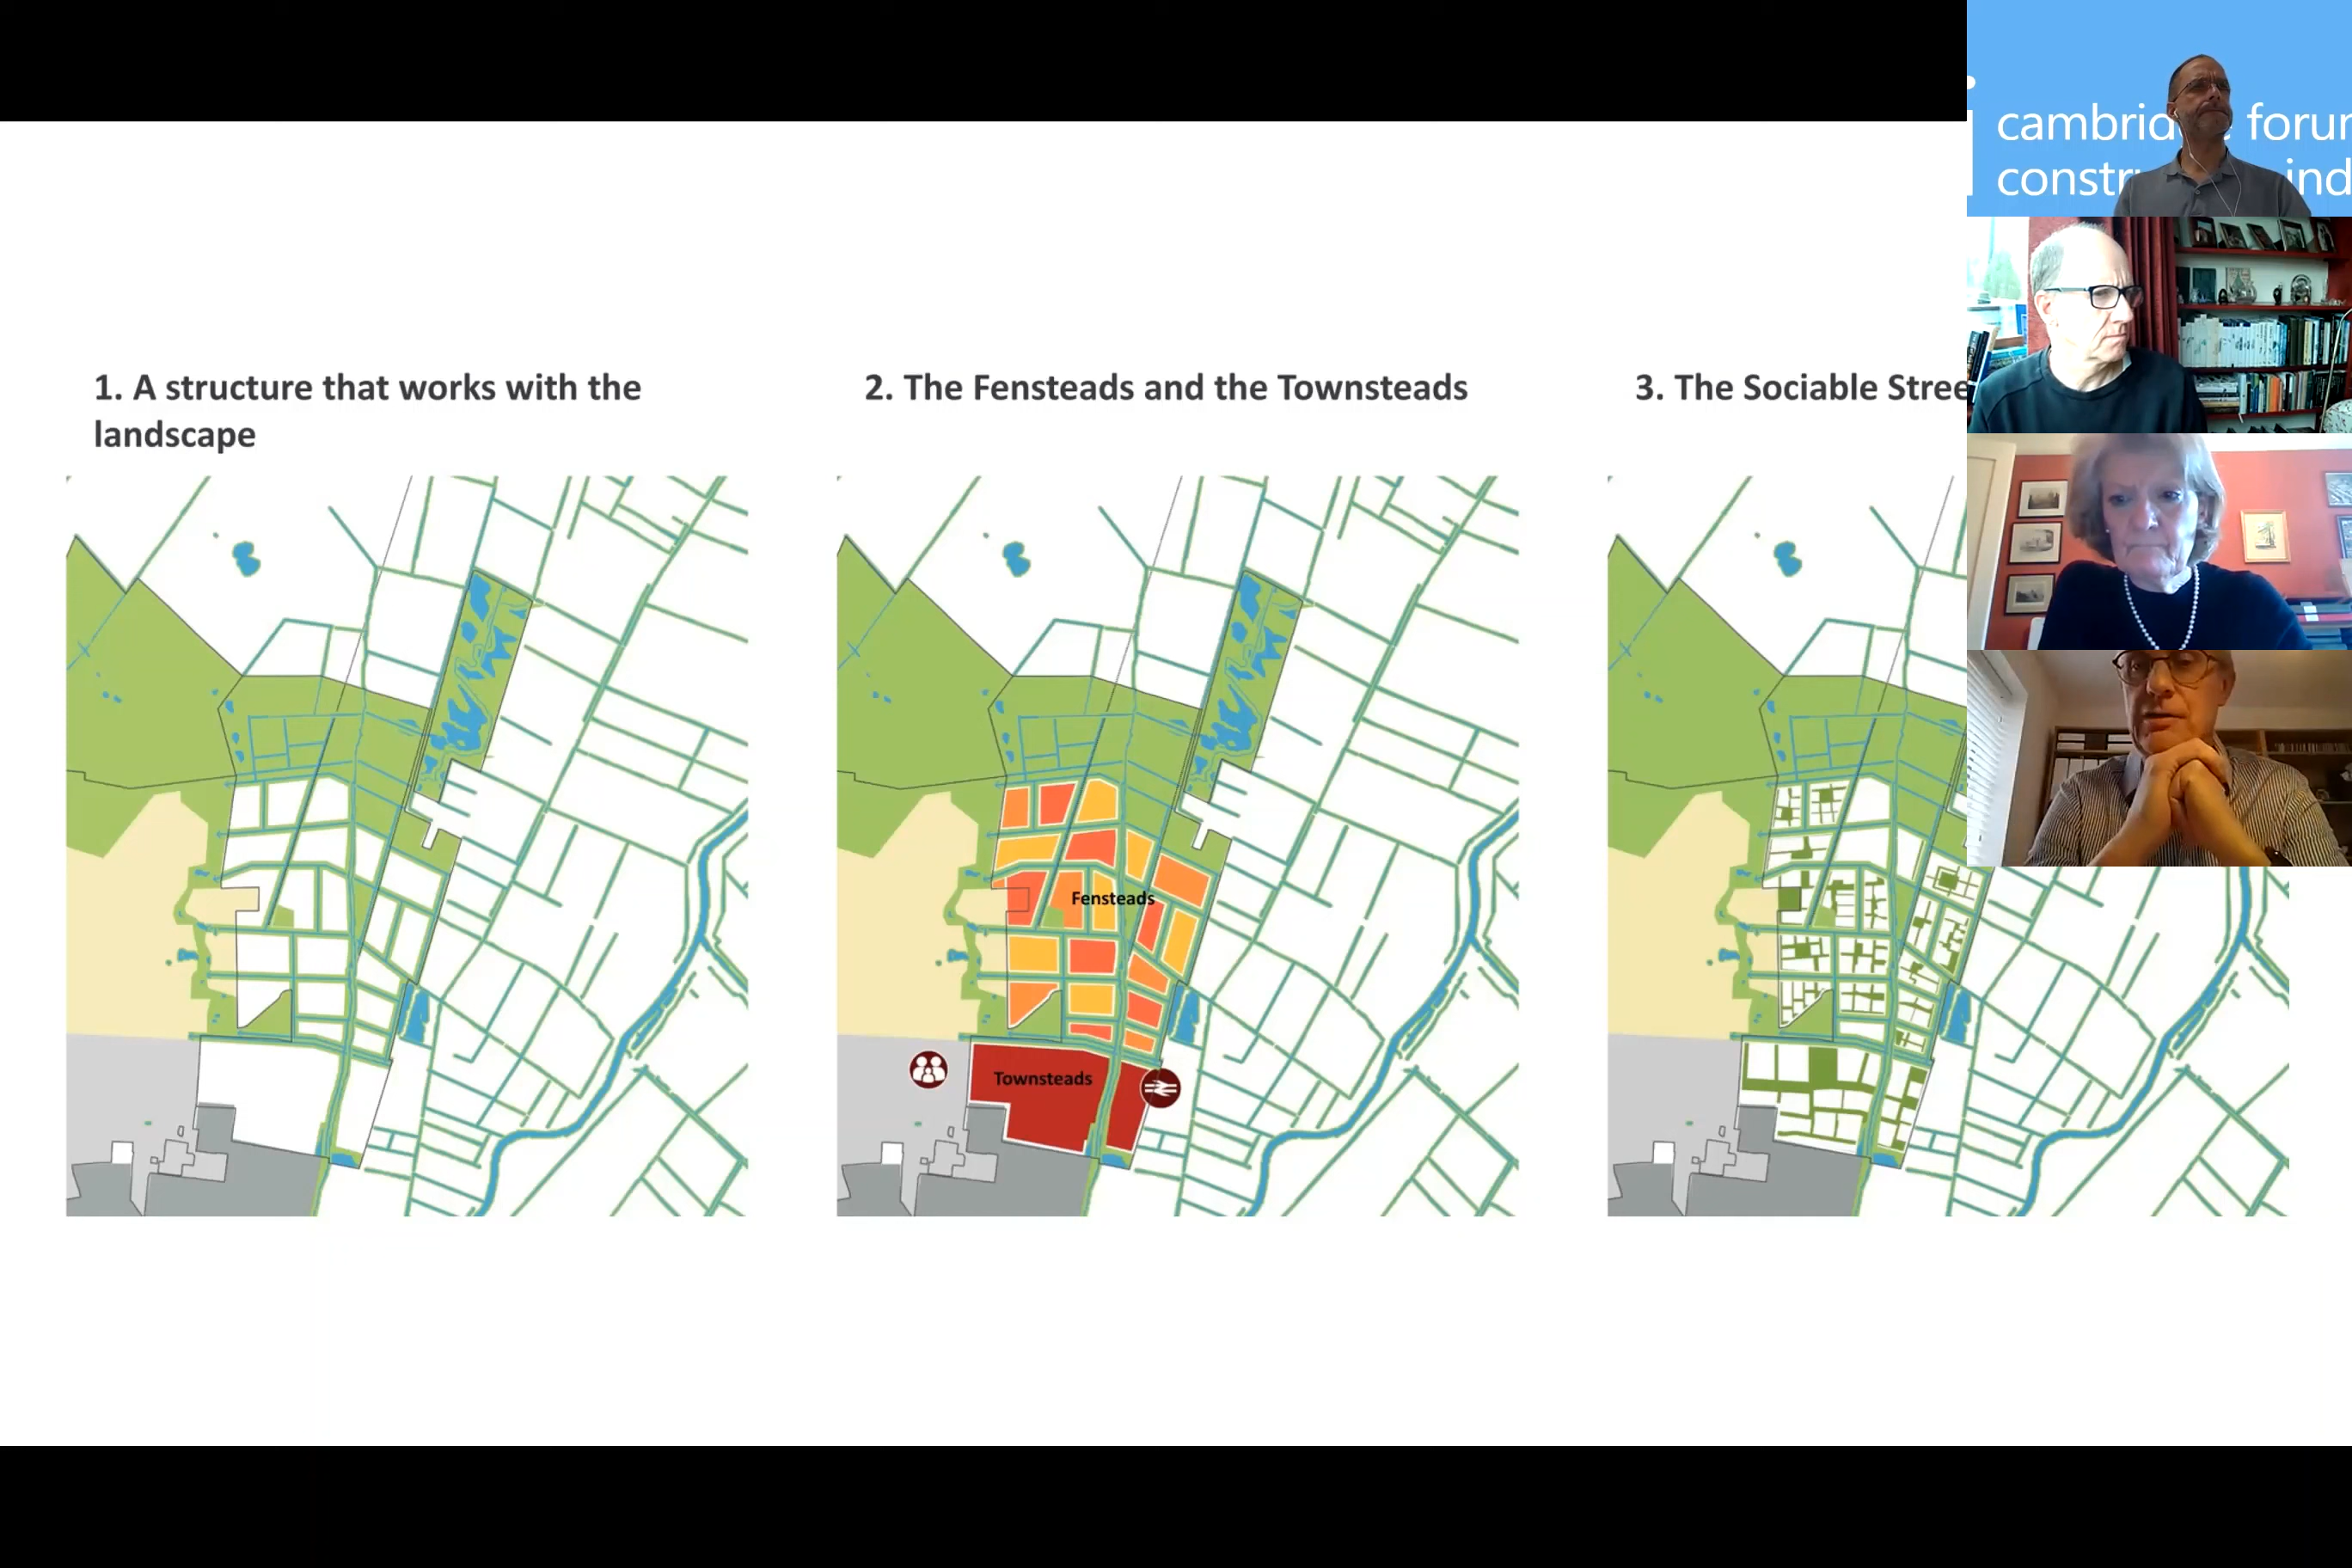 cambrid forur
constr ind
1. A structure that works with the
landscape
2. The Fensteads and the Townsteads
3. The Sociable Stree
Fensteads
Townsteads